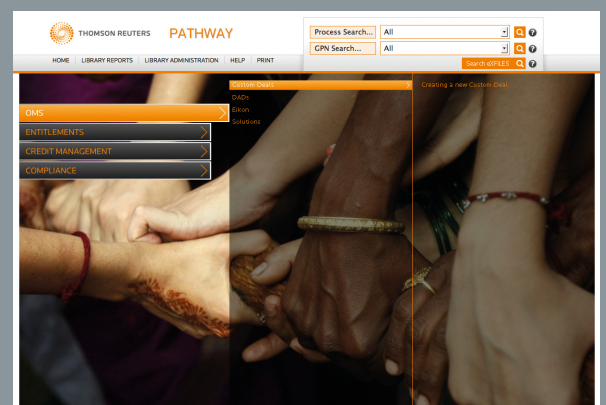 THOMSON REUTERS
PATHWAY
Process Search...
All
GPN Search...
All
Search eXFILES
HOME
LIBRARY REPORTS
LIBRARY ADMINISTRATION
HELP
PRINT
OMS
ENTITLEMENTS
CREDIT MANAGEMENT
COMPLIANCE
Custom Deals
DADs
Eikon
Solutions
Creating a new Custom Deal